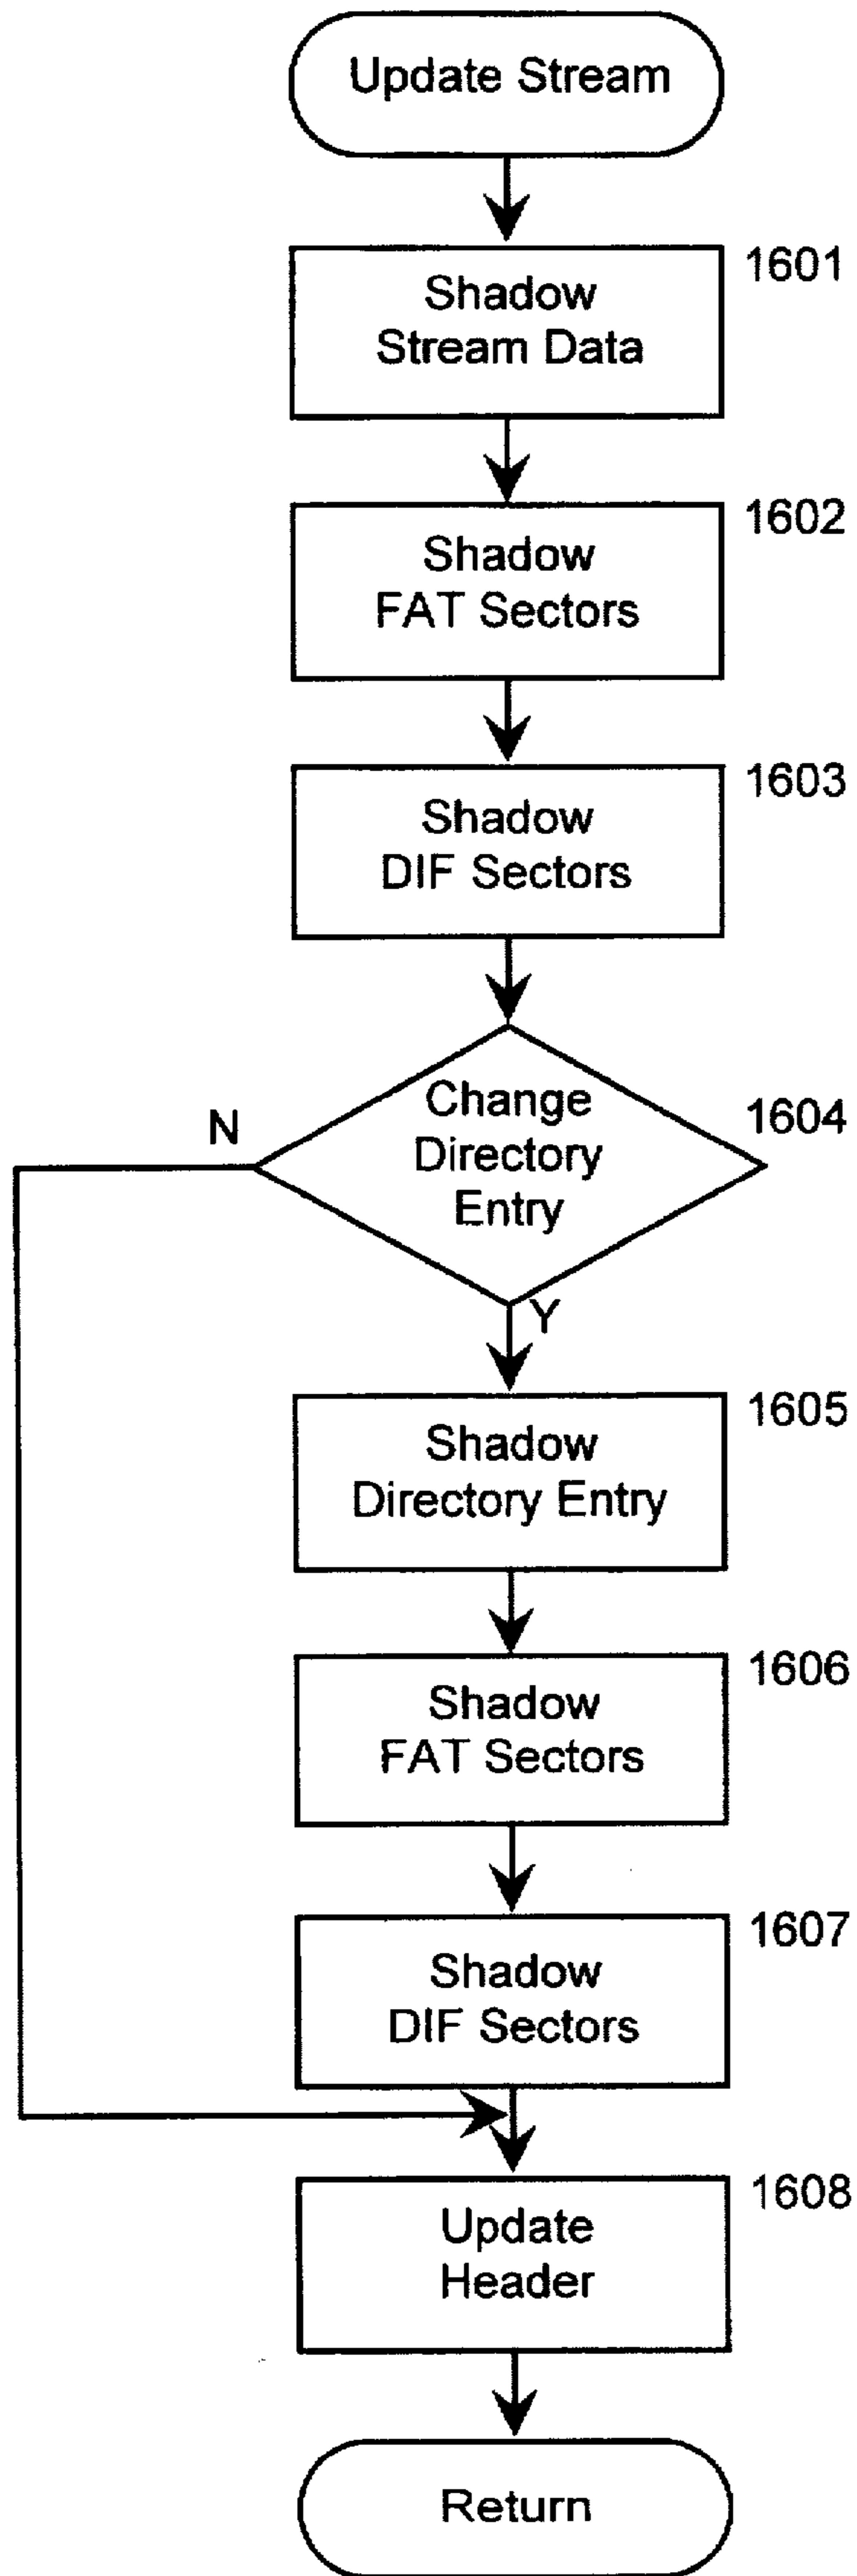 Update Stream
1601
Shadow
Stream Data
1602
Shadow
FAT Sectors
1603
Shadow
DIF Sectors
1604
N
Change
Directory
Entry
Y
1605
Shadow
Directory Entry
1606
Shadow
FAT Sectors
1607
Shadow
DIF Sectors
1608
Update
Header
Return